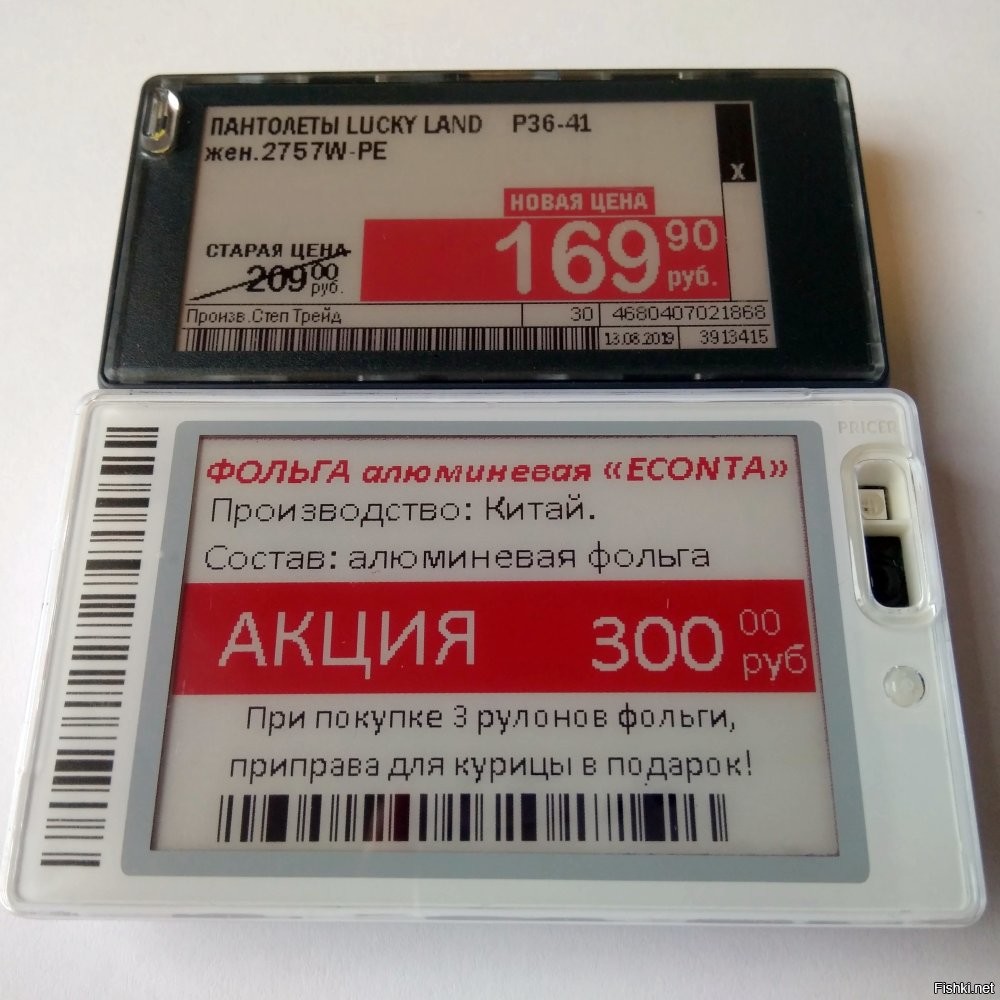 ПАНТОЛЕТЫ LUCKY LAND P36-41
жен.2757W-PE
X
НОВАЯ ЦЕНА
СТАРАЯ ЦЕНА
209 00 руб.
169 90 руб.
Произв.Степ Трейд 30 4680407021868
13.08.2019 3913415
PRICER
ФОЛЬГА алюминевая «ECONTA»
Производство: Китай.
Состав: алюминевая фольга
АКЦИЯ 300 00 руб
При покупке 3 рулонов фольги,
приправа для курицы в подарок!
Fishki.net